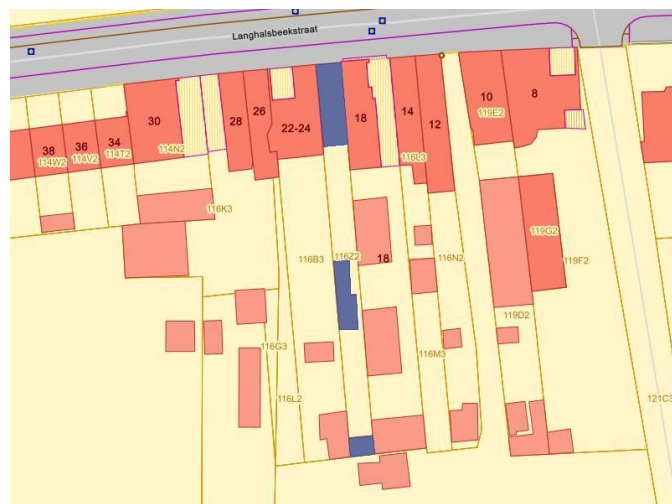 Langhalsbeekstraat
8
10
119E2
26
18
14
12
30
28
22-24
38
36
34
114W2
114V2
114T2
114N2
116L3
116K3
119G2
116B3
116Z2
18
116N2
119F2
119D2
116G3
116M3
116L2
121C3